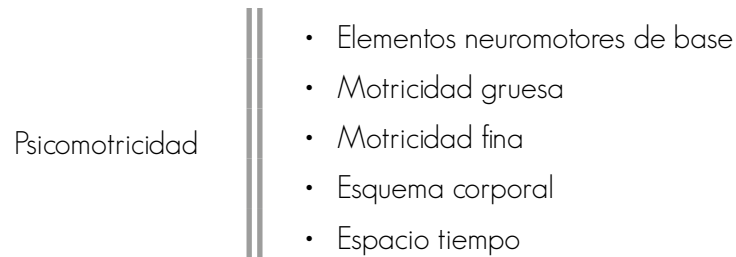 • Elementos neuromotores de base
• Motricidad gruesa
Psicomotricidad
• Motricidad fina
• Esquema corporal
• Espacio tiempo